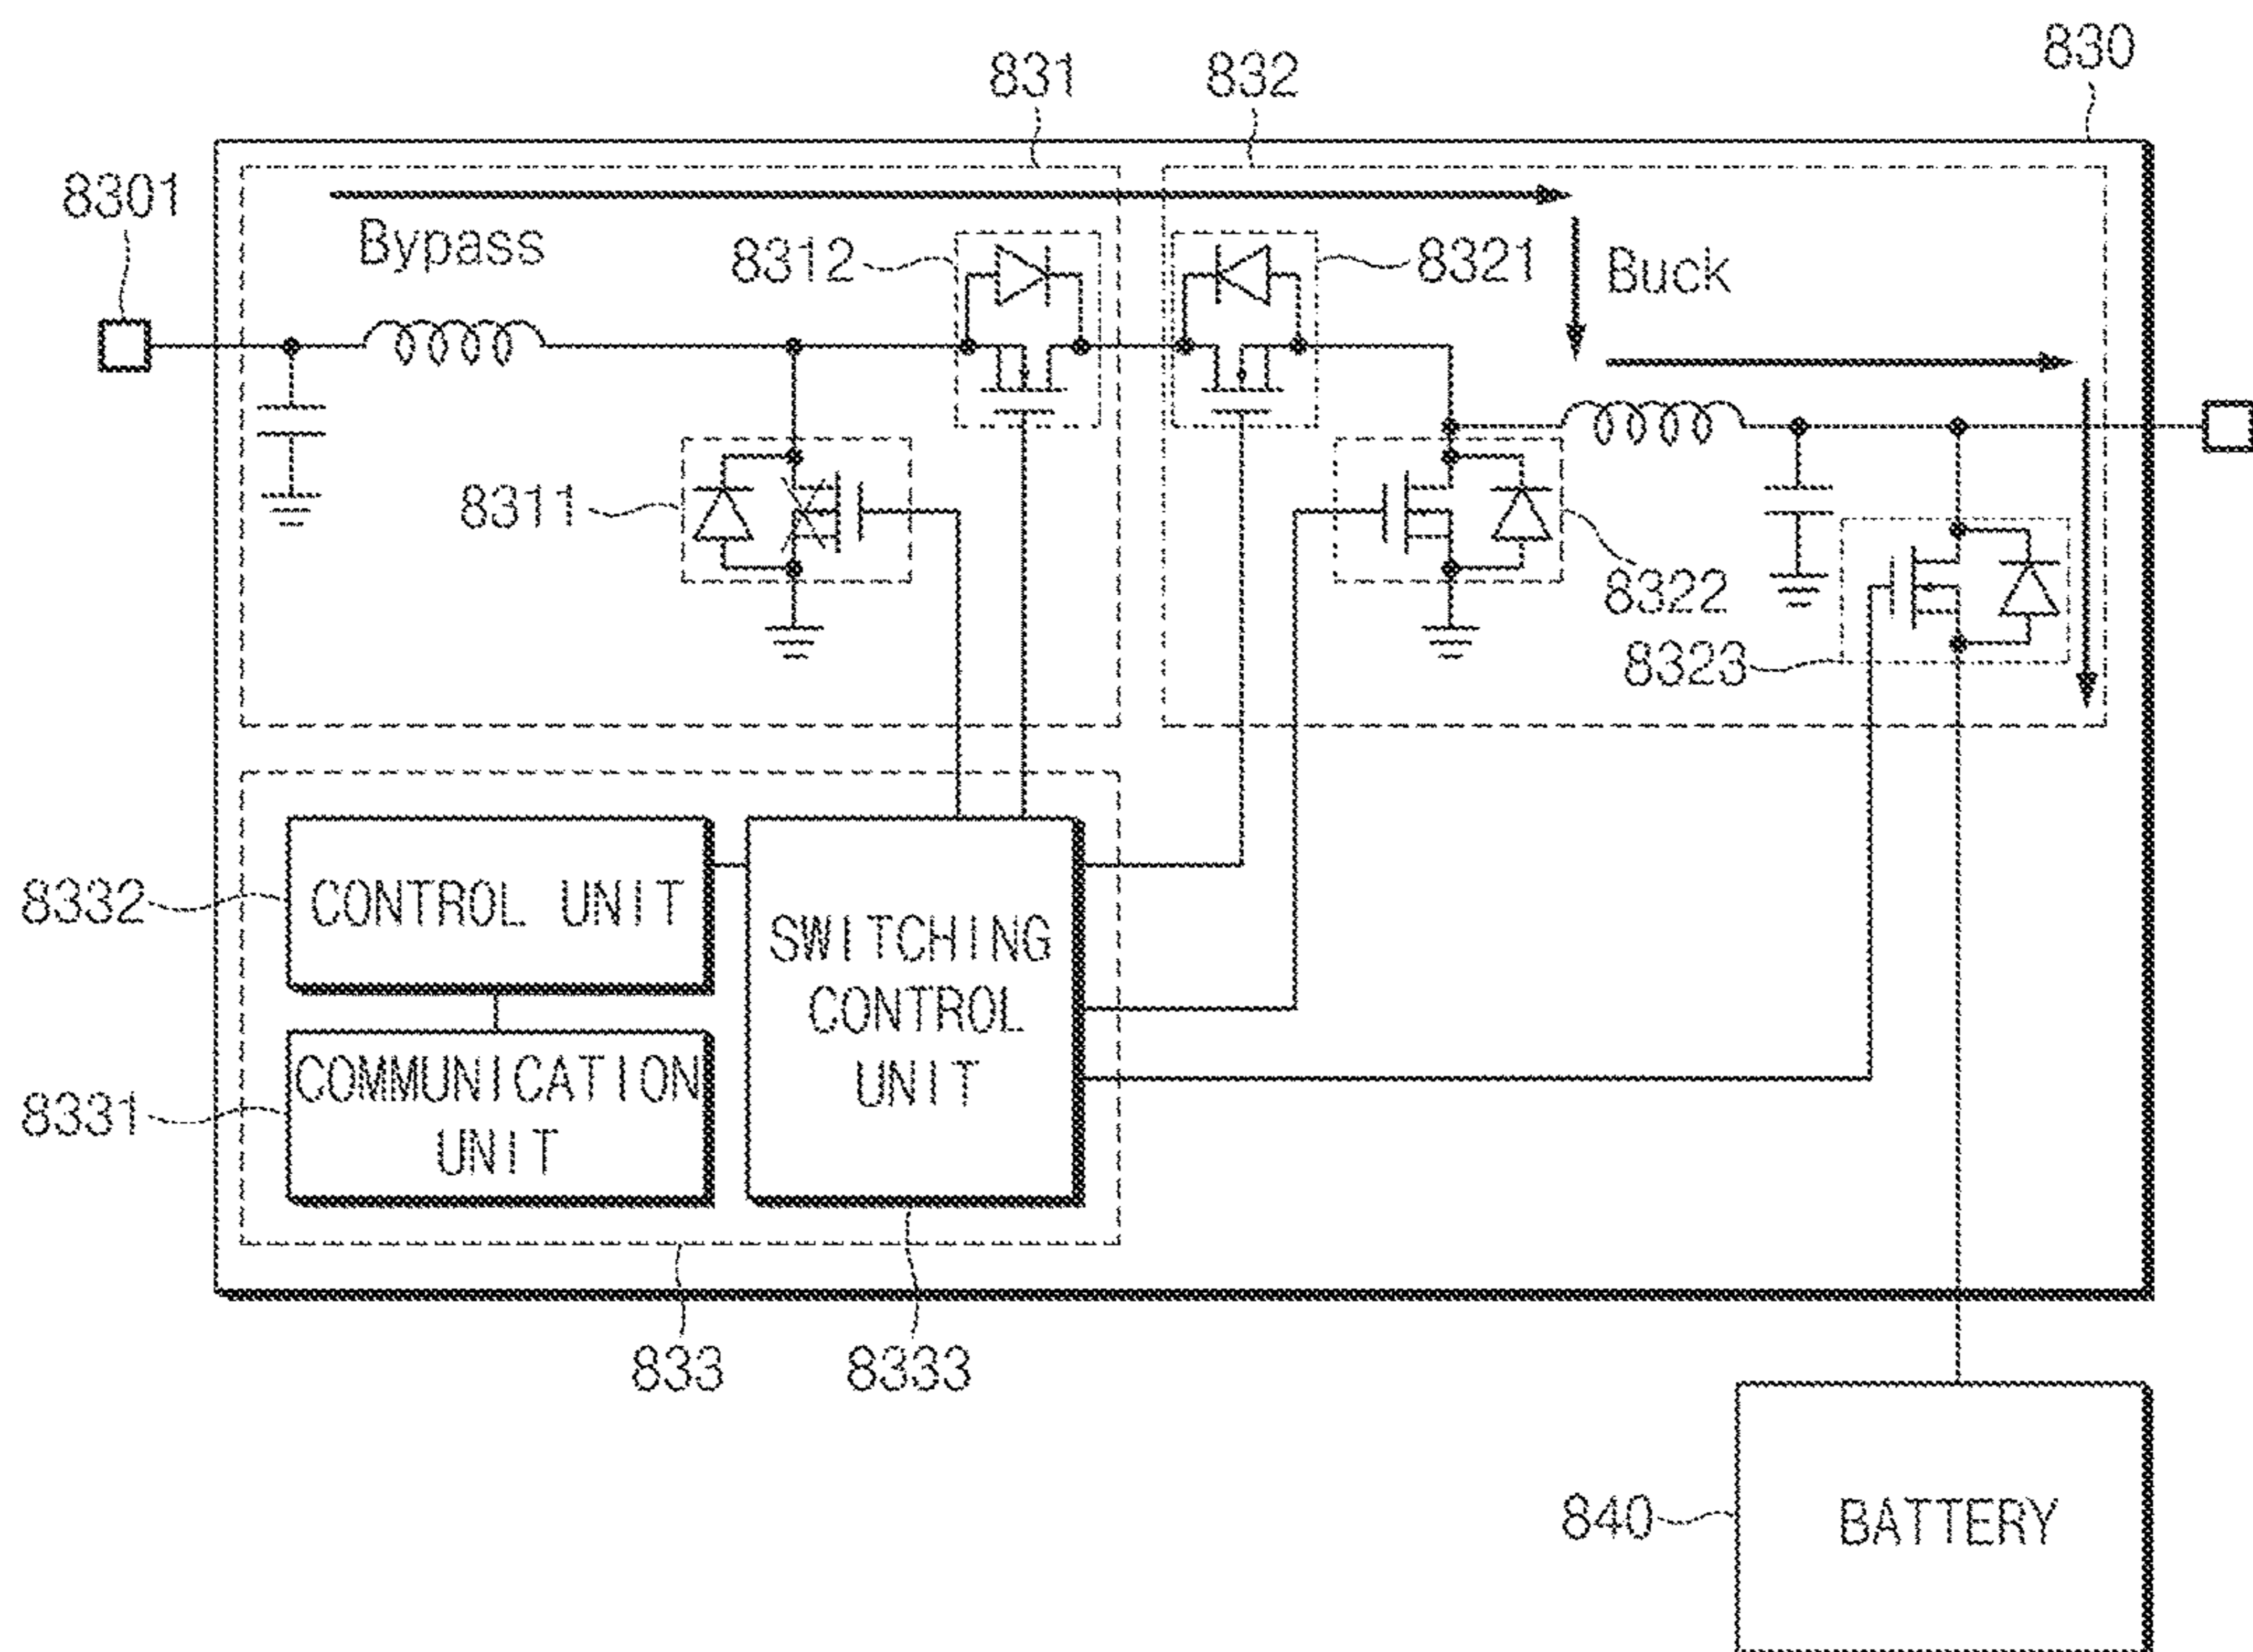 830
831
832
8301
Bypass
8312
8321
Buck
8311
8322
8323
8332
CONTROL UNIT
SWITCHING
CONTROL
UNIT
8331
COMMUNICATION
UNIT
833
8333
840
BATTERY